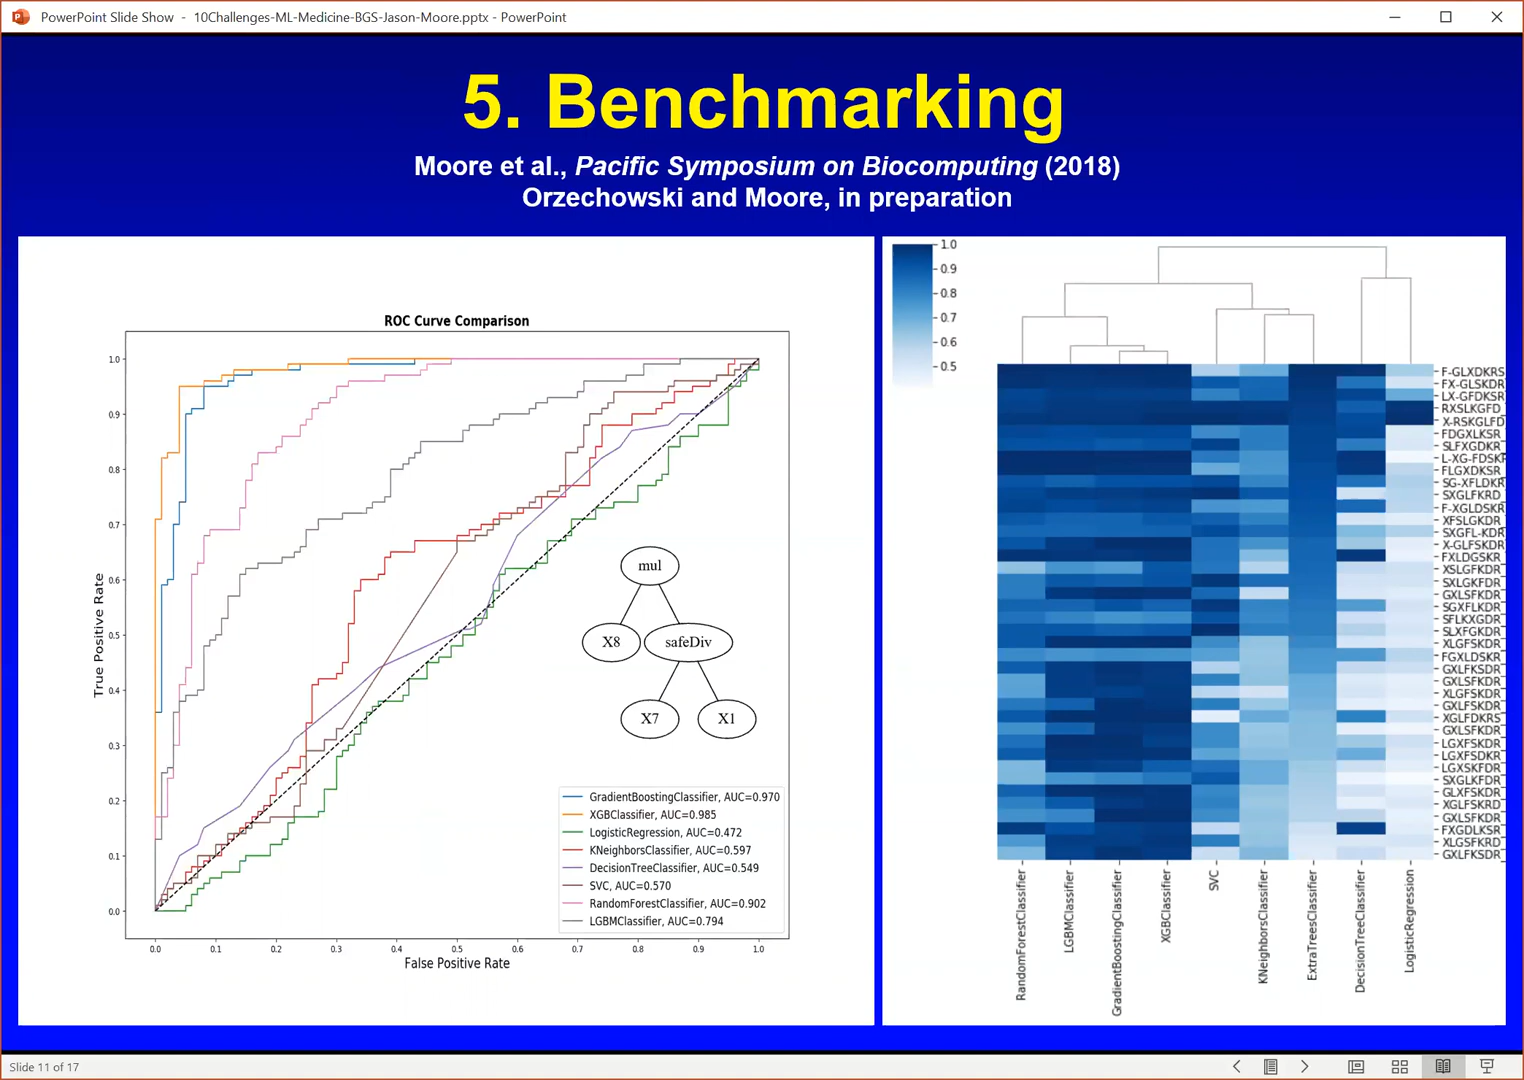 PowerPoint Slide Show - 10Challenges-ML-Medicine-BGS-Jason-Moore.pptx - PowerPoint
5. Benchmarking
Moore et al., Pacific Symposium on Biocomputing (2018)
Orzechowski and Moore, in preparation
ROC Curve Comparison
True Positive Rate
1.0
0.9
0.8
0.7
0.6
0.5
0.4
0.3
0.2
0.1
0.0
0.0 0.1 0.2 0.3 0.4 0.5 0.6 0.7 0.8 0.9 1.0
False Positive Rate
mul
X8 safeDiv
X7 X1
GradientBoostingClassifier, AUC=0.970
XGBClassifier, AUC=0.985
LogisticRegression, AUC=0.472
KNeighborsClassifier, AUC=0.597
DecisionTreeClassifier, AUC=0.549
SVC, AUC=0.570
RandomForestClassifier, AUC=0.902
LGBMClassifier, AUC=0.794
1.0
0.9
0.8
0.7
0.6
0.5
F-GLXDKRS
FX-GLSKDR
LX-GFDKSR
RXSLKGFD
X-RSKGLFD
FDGXLKSR
SLFXGDKR
L-XG-FDSKR
FLGXDKSR
SG-XFLDKR
SXGLFKRD
F-XGLDSKR
XFSLGKDR
SXGFL-KDR
X-GLFSKDR
FXLDGSKR
XSLGFKDR
SXLGKFDR
GXLSFKDR
SGXFLKDR
SFLKXGDR
SLXFGKDR
XLGFSKDR
FGXLDSKR
GXLFKSDR
GXLSFKDR
XLGFSKDR
GXLFSKDR
XGLFDKRS
GXLSFKDR
LGXFSKDR
LGXFSDKR
LGXSKFDR
SXGLKFDR
GLXFSKDR
XGLFSKRD
GXLSFKDR
FXGDLKSR
XLGSFKRD
GXLFKSDR
RandomForestClassifier
LGBMClassifier
GradientBoostingClassifier
XGBClassifier
SVC
KNeighborsClassifier
ExtraTreesClassifier
DecisionTreeClassifier
LogisticRegression
Slide 11 of 17